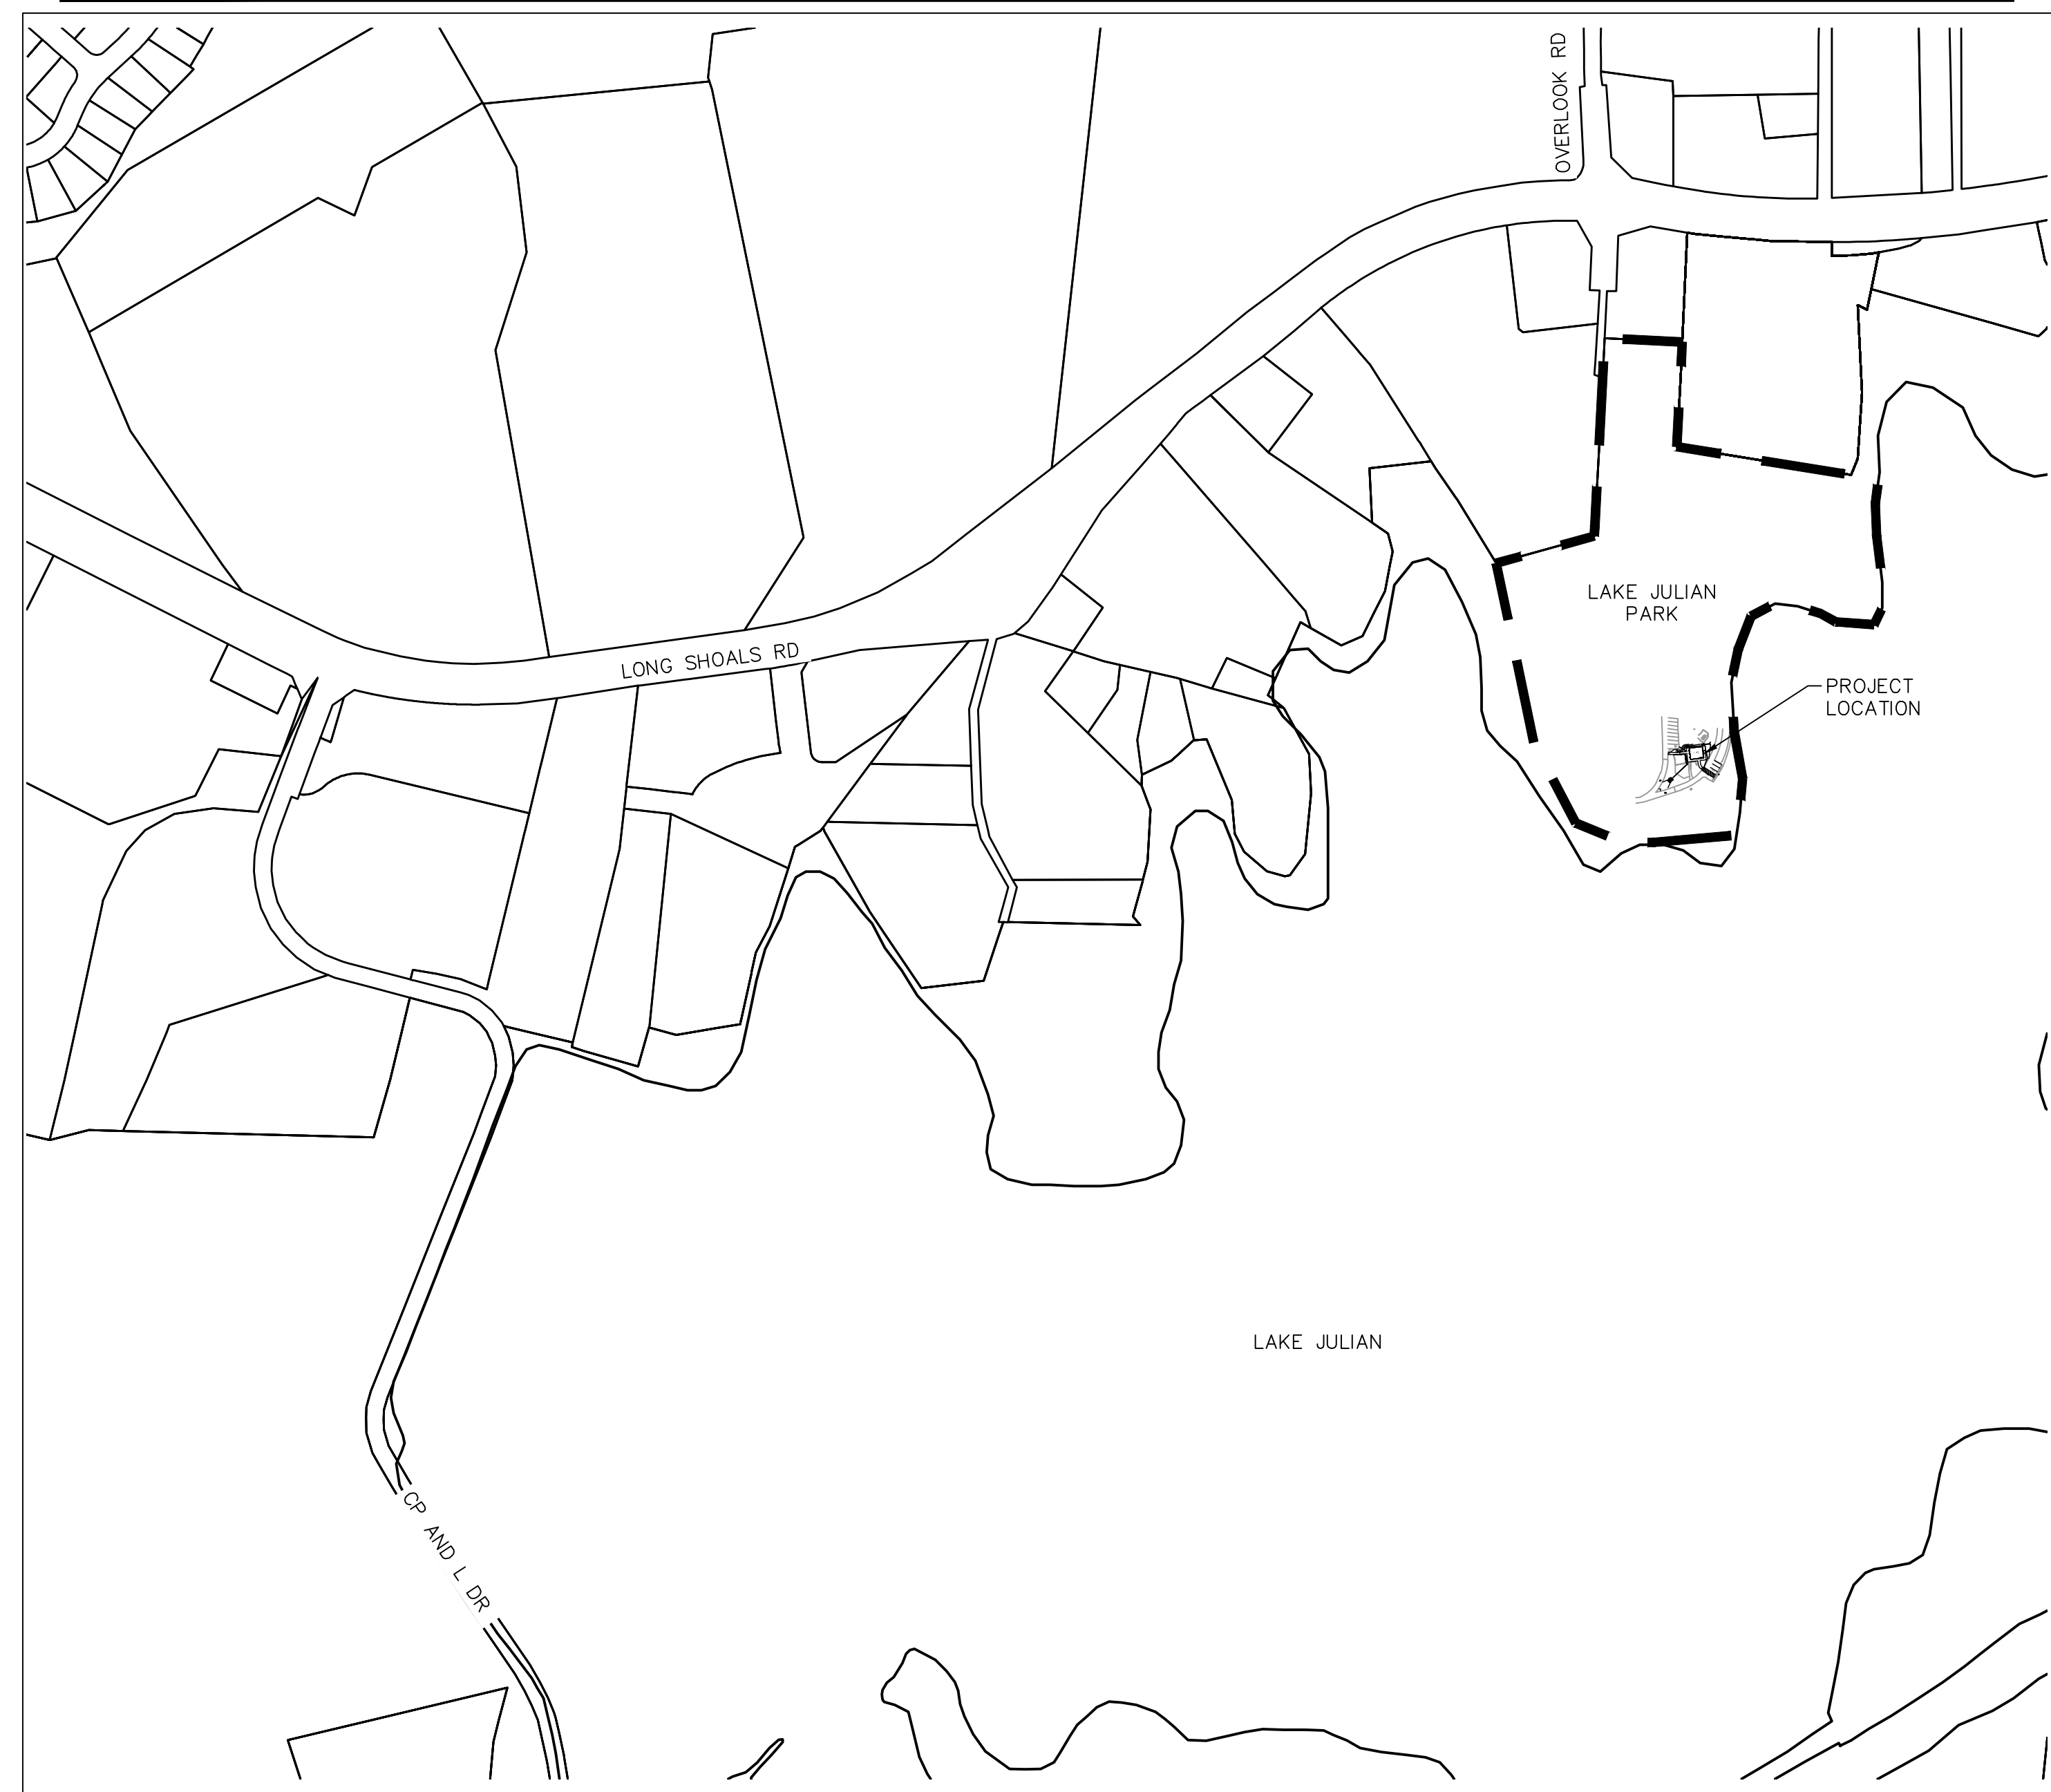 OVERLOOK RD
LAKE JULIAN
PARK
LONG SHOALS RD
PROJECT
LOCATION
LAKE JULIAN
CP AND L DR